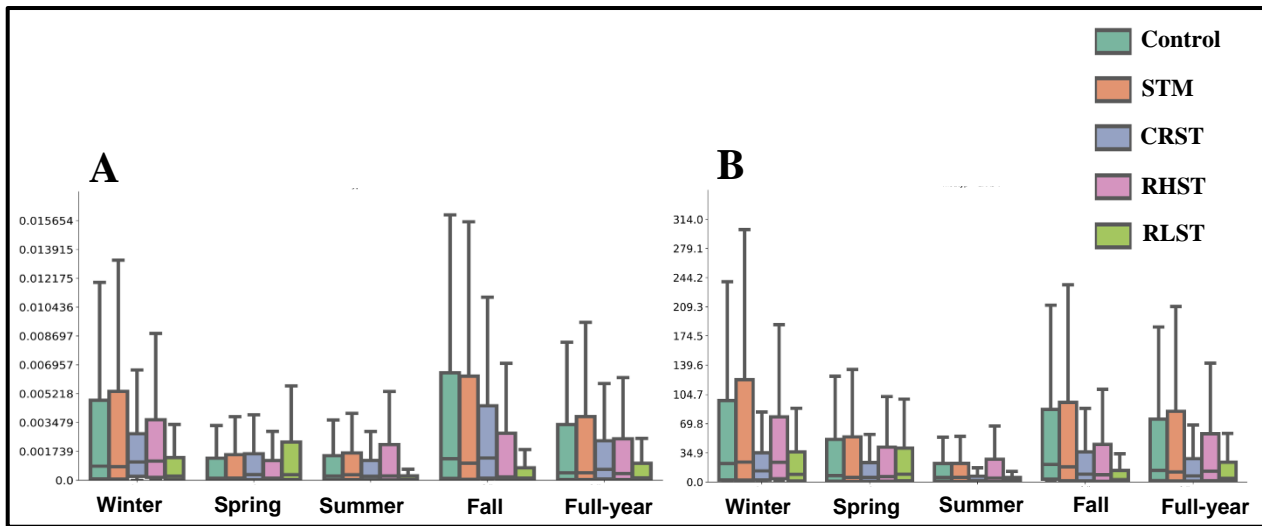 Control
STM
CRST
RHST
RLST
A
0.015654
0.013915
0.012175
0.010436
0.008697
0.006957
0.005218
0.003479
0.001739
0.0
Winter
Spring
Summer
Fall
Full-year
B
314.0
279.1
244.2
209.3
174.5
139.6
104.7
69.8
34.9
0.0
Winter
Spring
Summer
Fall
Full-year